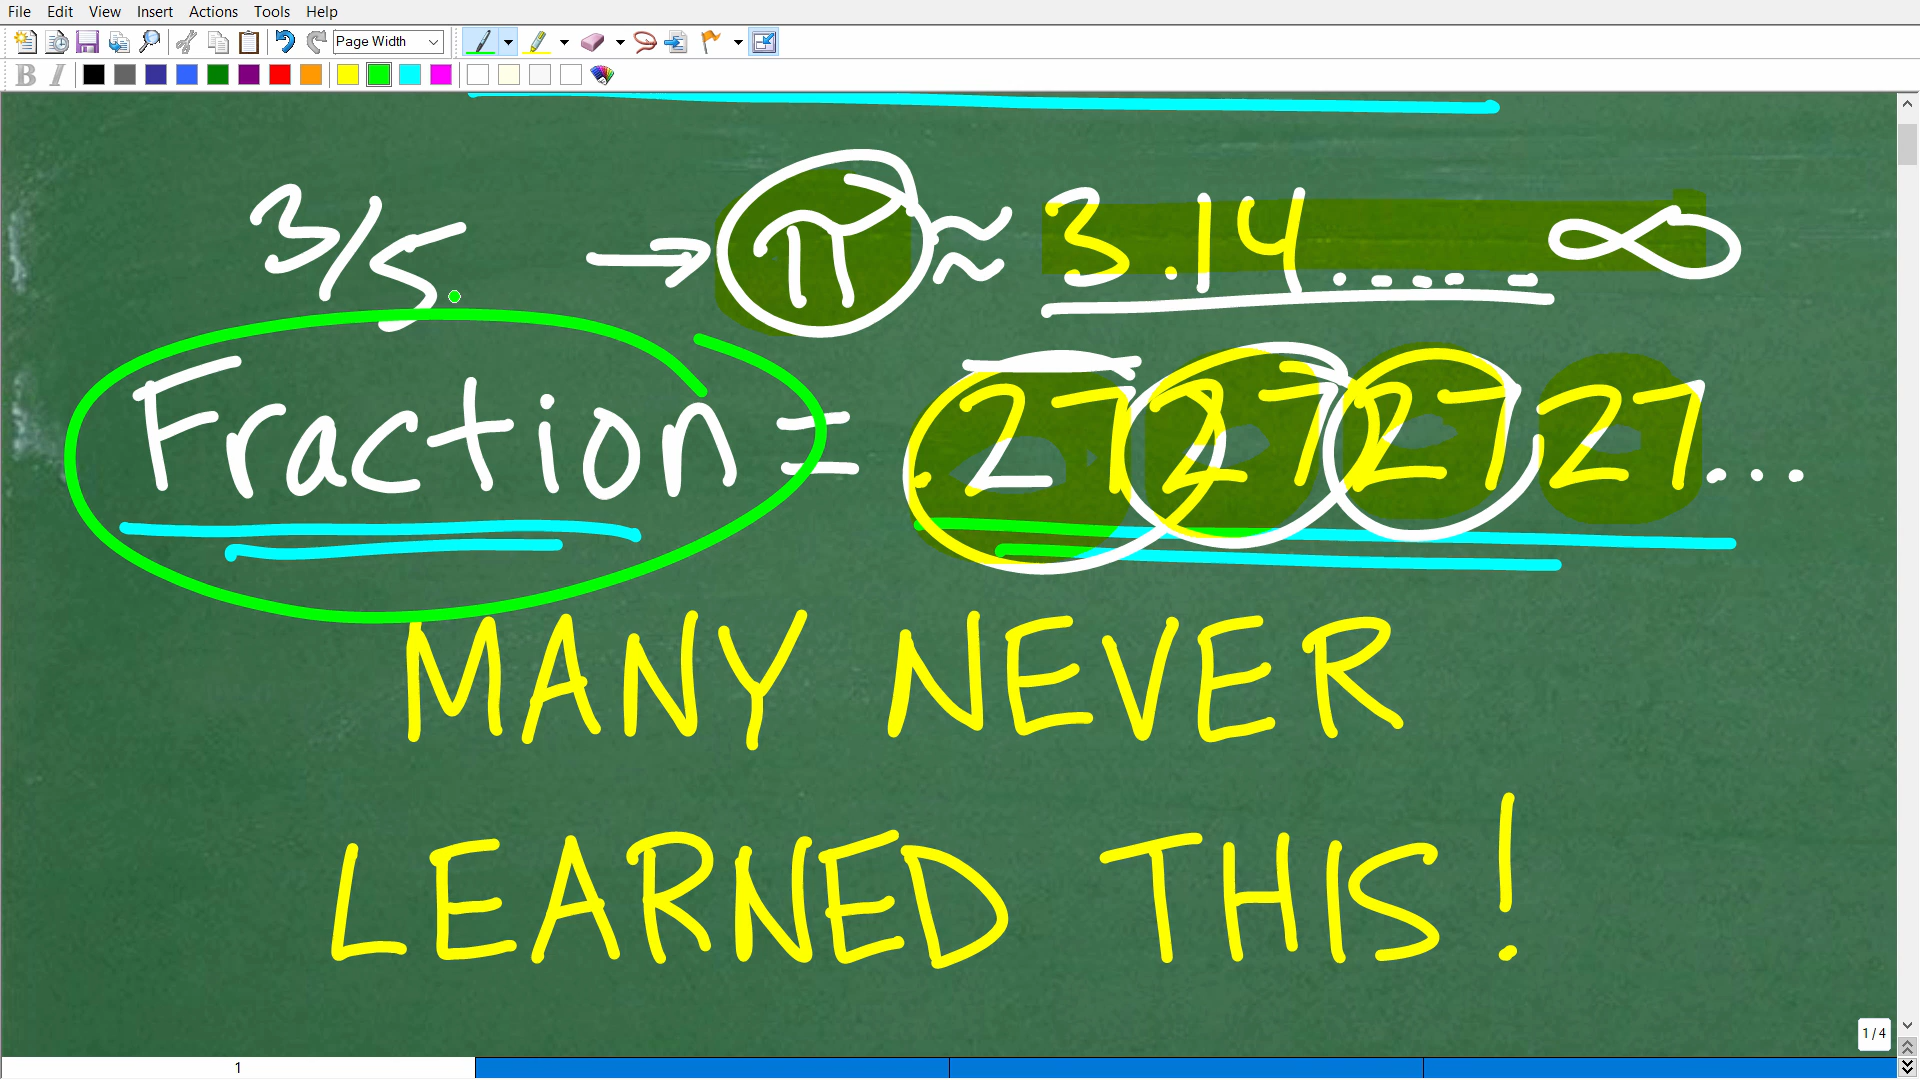 File Edit View Insert Actions Tools Help
Page Width
B I
3/5 → π ≈ 3.14..... ∞
Fraction = .27272727...
MANY NEVER
LEARNED THIS!
1 / 4
1